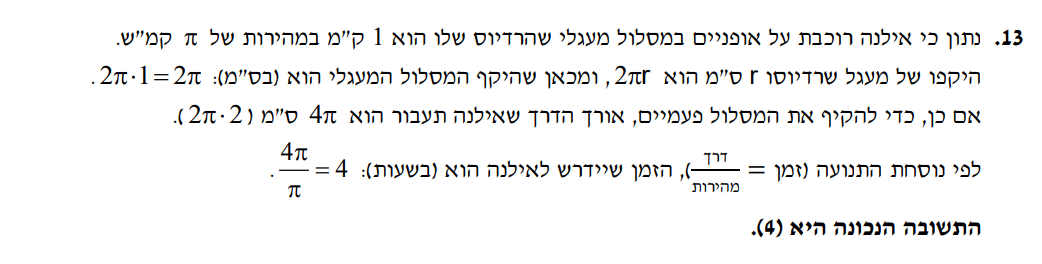 13. נתון כי אילנה רוכבת על אופניים במסלול מעגלי שהרדיוס שלו הוא 1 ק"מ במהירות של π קמ"ש.
היקפו של מעגל שרדיוסו r ס"מ הוא 2πr, ומכאן שהיקף המסלול המעגלי הוא (בס"מ): 2π·1=2π.
אם כן, כדי להקיף את המסלול פעמיים, אורך הדרך שאילנה תעבור הוא 4π ס"מ (2π·2).
לפי נוסחת התנועה (זמן = דרך/מהירות), הזמן שיידרש לאילנה הוא (בשעות): 4π/π = 4.
התשובה הנכונה היא (4).